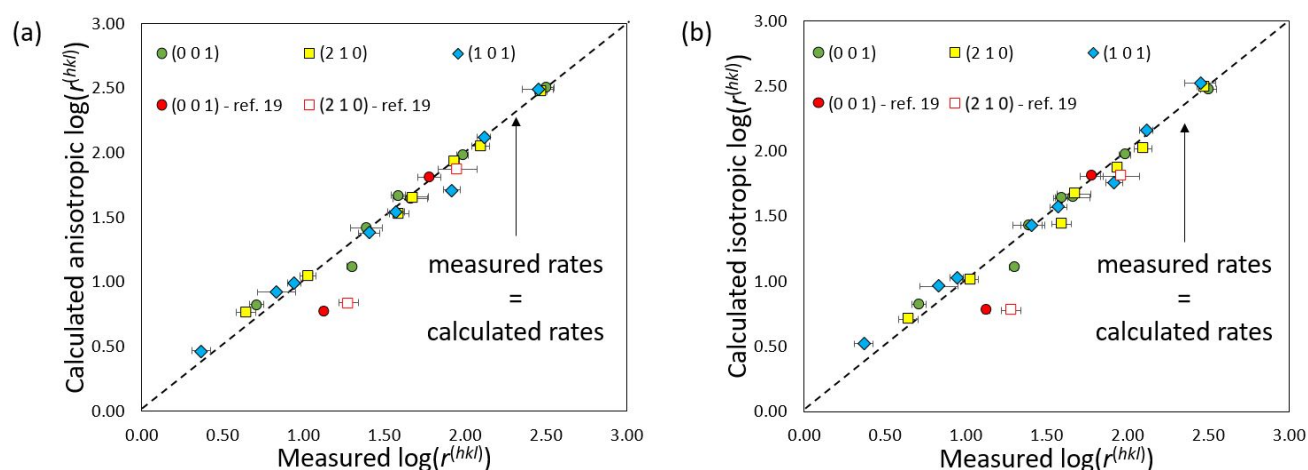 (a)
Calculated anisotropic log(r^(hkl))
3.00
2.50
2.00
1.50
1.00
0.50
0.00
(0 0 1)
(2 1 0)
(1 0 1)
(0 0 1) - ref. 19
(2 1 0) - ref. 19
measured rates
=
calculated rates
0.00 0.50 1.00 1.50 2.00 2.50 3.00
Measured log(r^(hkl))
(b)
Calculated isotropic log(r^(hkl))
3.00
2.50
2.00
1.50
1.00
0.50
0.00
(0 0 1)
(2 1 0)
(1 0 1)
(0 0 1) - ref. 19
(2 1 0) - ref. 19
measured rates
=
calculated rates
0.00 0.50 1.00 1.50 2.00 2.50 3.00
Measured log(r^(hkl))